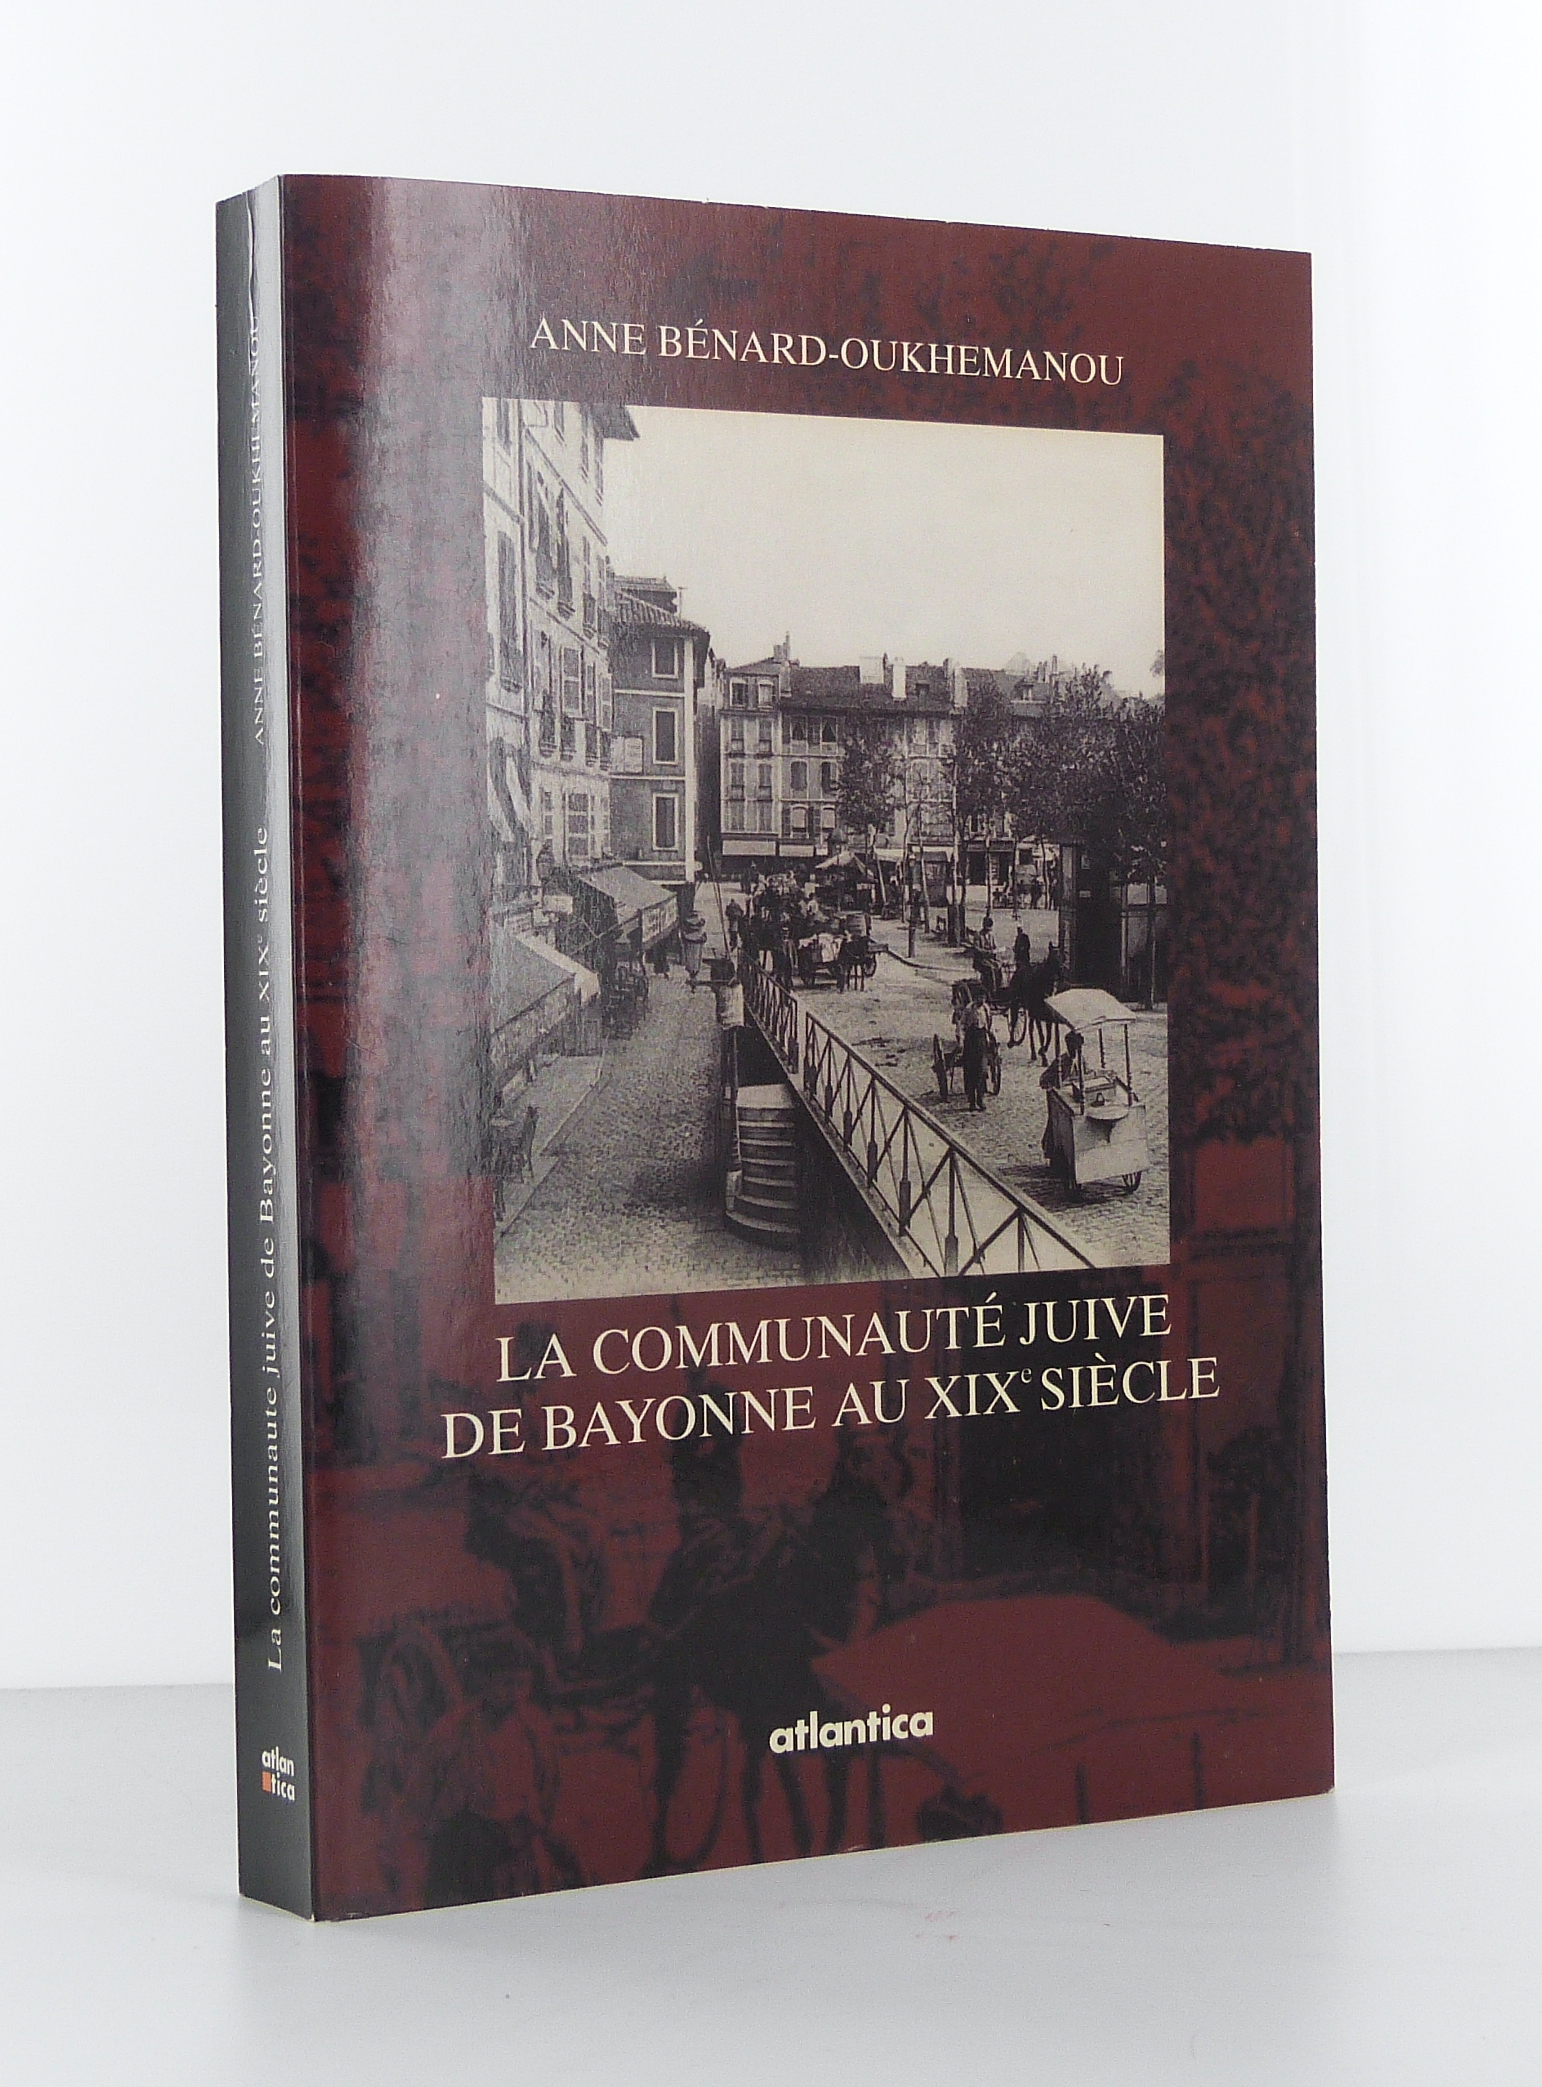 ANNE BÉNARD-OUKHEMANOU
LA COMMUNAUTÉ JUIVE
DE BAYONNE AU XIXe SIÈCLE
atlantica
La communauté juive de Bayonne au XIXe siècle ANNE BÉNARD-OUKHEMANOU
atlan
tica